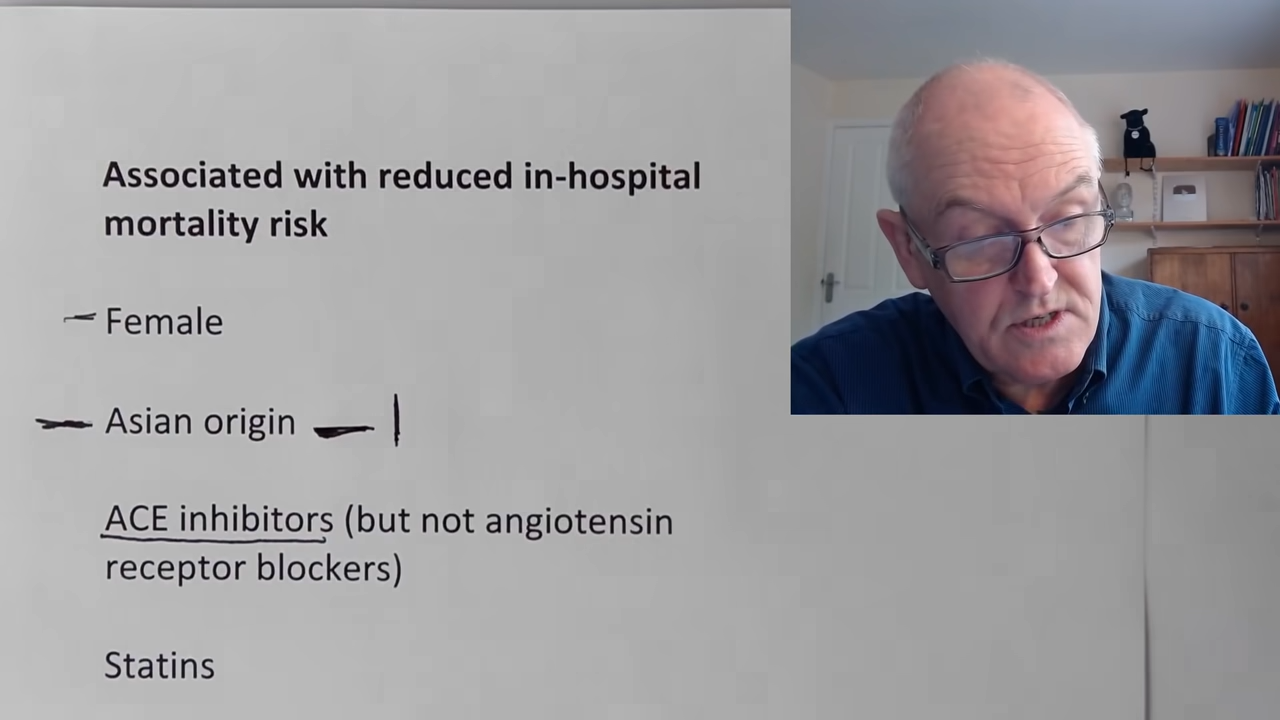 Associated with reduced in-hospital
mortality risk
Female
Asian origin
ACE inhibitors (but not angiotensin
receptor blockers)
Statins